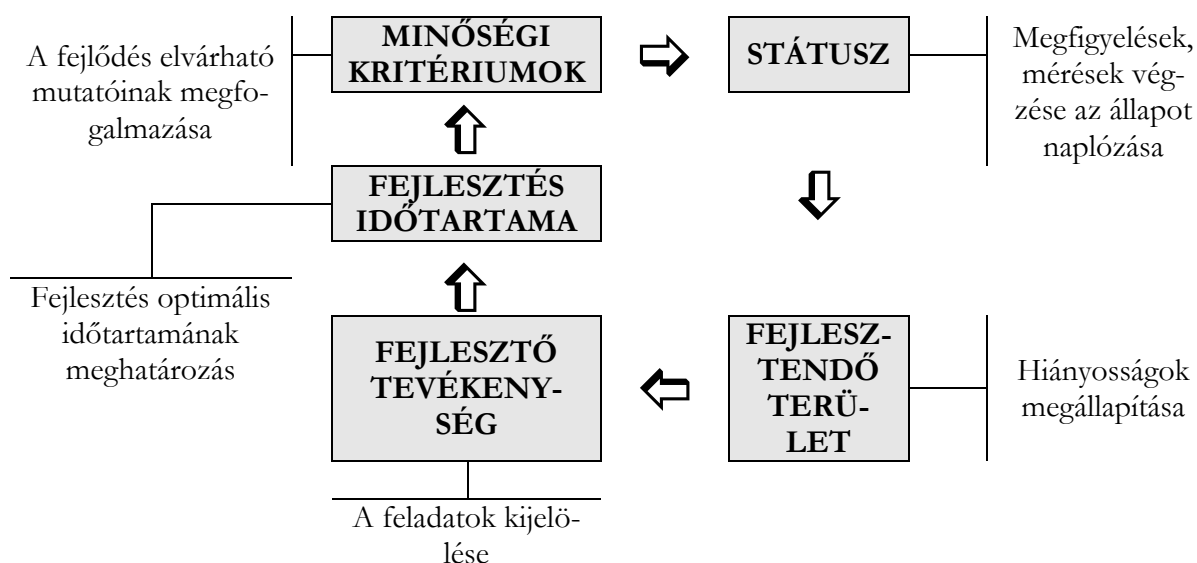 A fejlődés elvárható
mutatóinak megfo-
galmazása
MINŐSÉGI
KRITÉRIUMOK
STÁTUSZ
Megfigyelések,
mérések vég-
zése az állapot
naplózása
FEJLESZTÉS
IDŐTARTAMA
Fejlesztés optimális
időtartamának
meghatározás
FEJLESZTŐ
TEVÉKENY-
SÉG
FEJLESZ-
TENDŐ
TERÜ-
LET
Hiányosságok
megállapítása
A feladatok kijelö-
lése